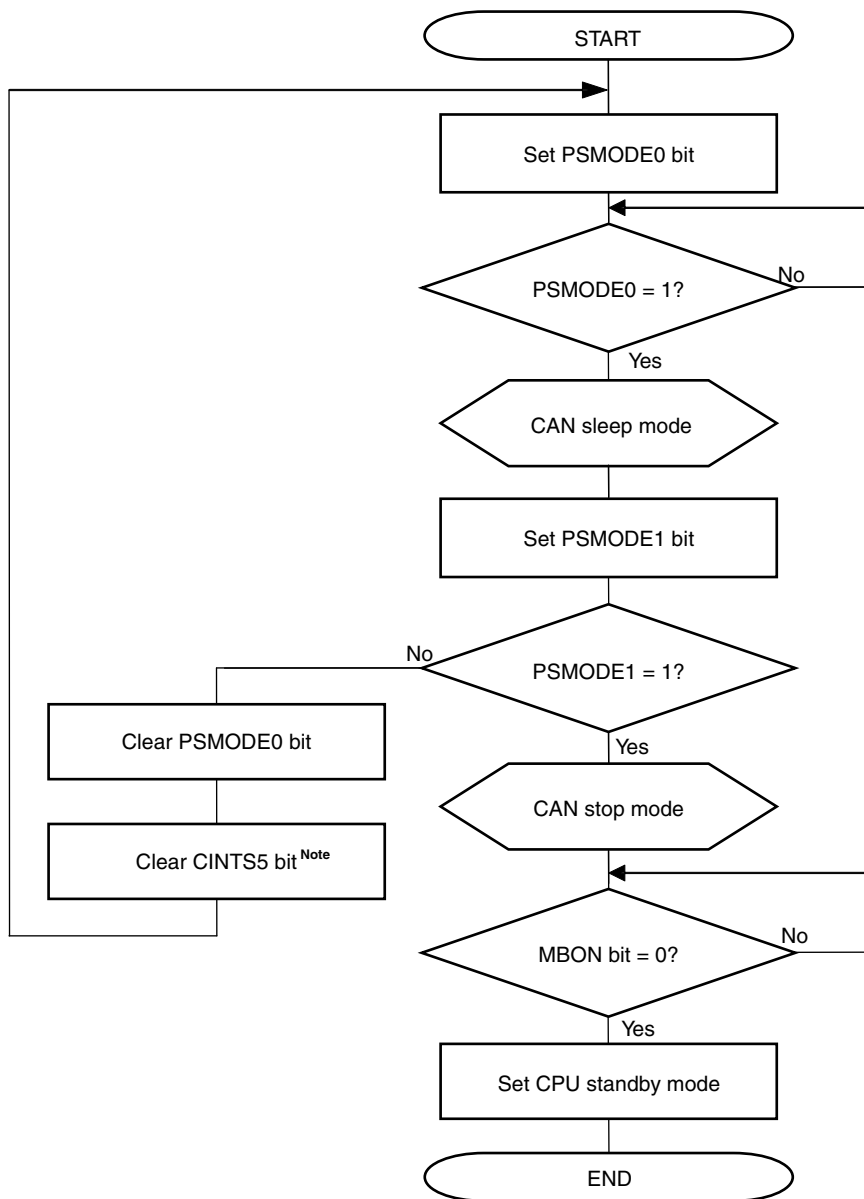 START
Set PSMODE0 bit
PSMODE0 = 1?
No
Yes
CAN sleep mode
Set PSMODE1 bit
PSMODE1 = 1?
No
Clear PSMODE0 bit
Clear CINTS5 bit Note
Yes
CAN stop mode
MBON bit = 0?
No
Yes
Set CPU standby mode
END